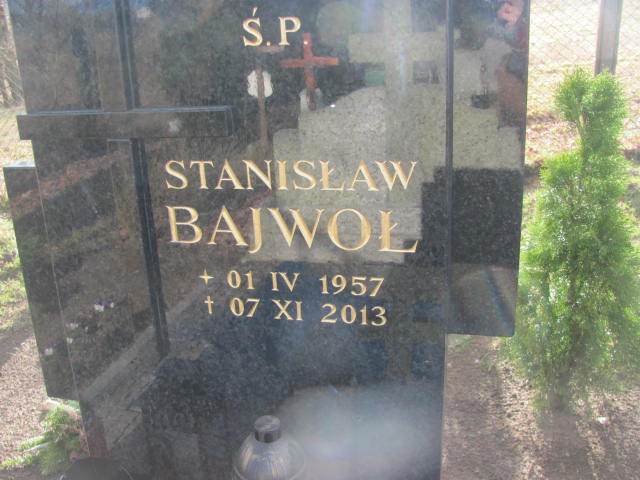 Ś.P
STANISŁAW
BAJWOŁ
+ 01 IV 1957
† 07 XI 2013